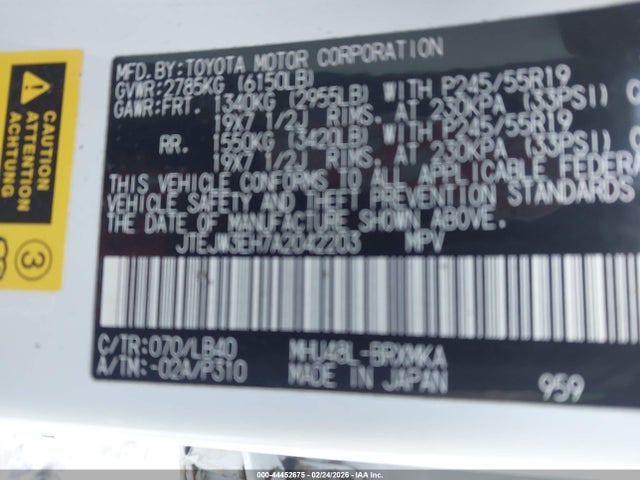 MFD.BY:TOYOTA MOTOR CORPORATION
GVWR:2785KG (6150LB)
GAWR:FRT. 1340KG (2955LB) WITH P245/55R19
19X7 1/2J RIMS. AT 230KPA (33PSI)
RR. 1550KG (3420LB) WITH P245/55R19
19X7 1/2J RIMS. AT 230KPA (33PSI)
THIS VEHICLE CONFORMS TO ALL APPLICABLE FEDER
VEHICLE SAFETY AND THEFT PREVENTION STANDARDS
THE DATE OF MANUFACTURE SHOWN ABOVE.
JTEJW3EH7A2042203 MPV
C/TR:070/LB40 MHU48L-BRXMKA
A/TM:-02A/P310 MADE IN JAPAN 959
CAUTION
ATTENTION
3
000 - 44452675 - 02/24/2026 - IMAGE BY IAA